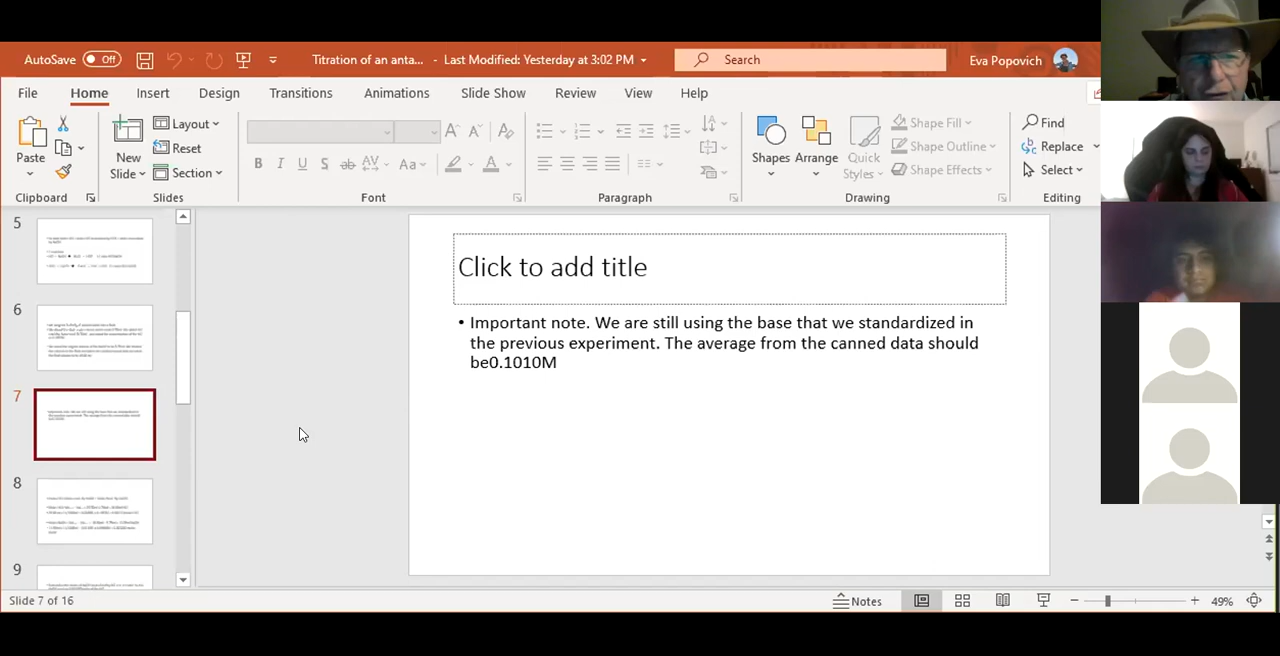 AutoSave Off Titration of an anta... - Last Modified: Yesterday at 3:02 PM Search Eva Popovich
File Home Insert Design Transitions Animations Slide Show Review View Help
Paste
Clipboard
New
Slide
Layout
Reset
Section
Slides
B I U S ab AV Aa A
Font
Paragraph
Shapes
Arrange
Quick
Styles
Shape Fill
Shape Outline
Shape Effects
Drawing
Find
Replace
Select
Editing
5
6
7
8
9
Click to add title
• Important note. We are still using the base that we standardized in
the previous experiment. The average from the canned data should
be0.1010M
Slide 7 of 16
Notes
49%